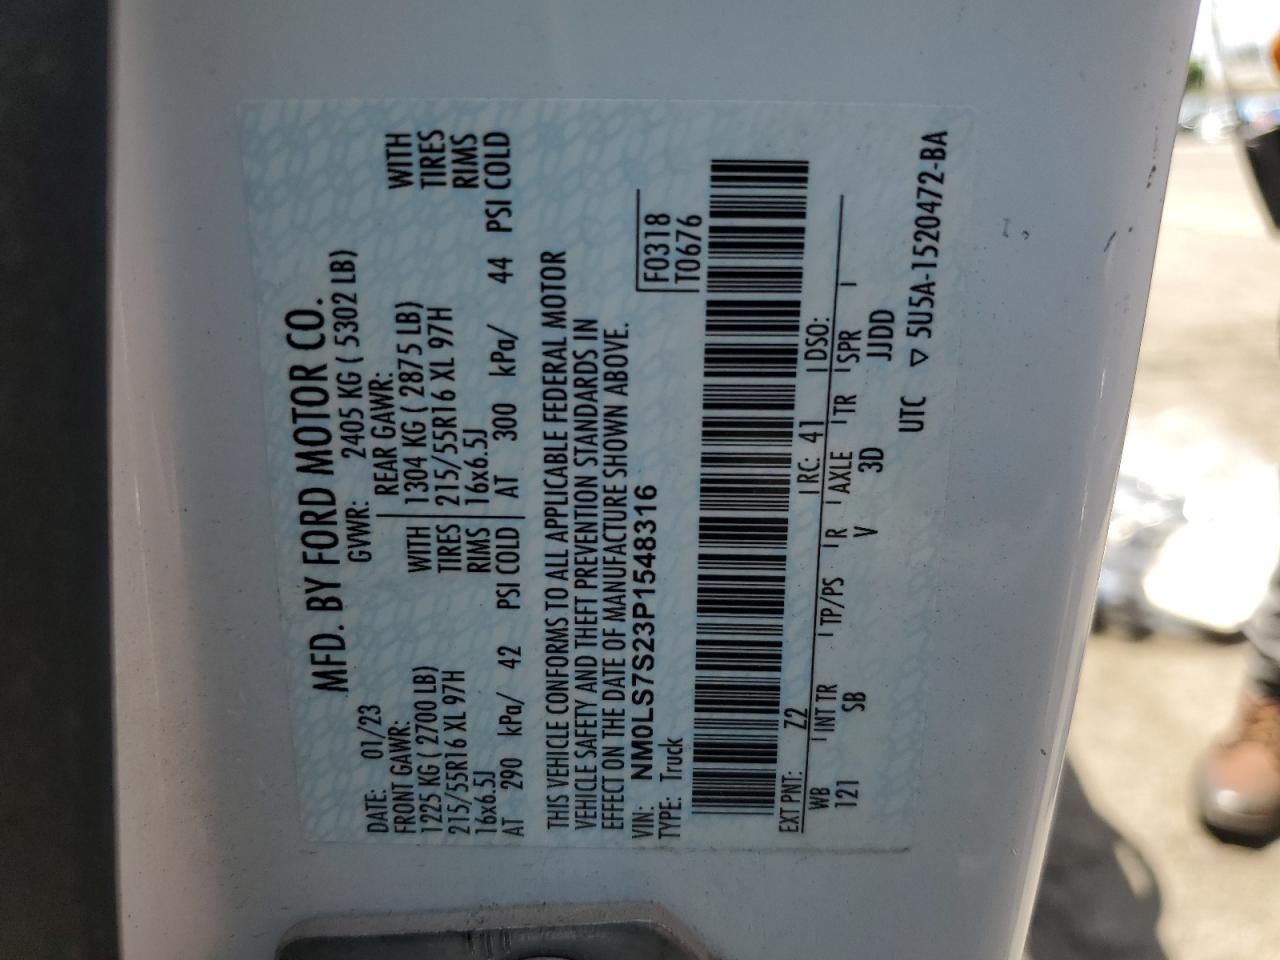 MFD. BY FORD MOTOR CO.
DATE: 01/23 GVWR: 2405 KG ( 5302 LB)
FRONT GAWR: REAR GAWR:
1225 KG ( 2700 LB) WITH 1304 KG ( 2875 LB) WITH
215/55R16 XL 97H TIRES 215/55R16 XL 97H TIRES
16x6.5J RIMS 16x6.5J RIMS
AT 290 kPa/ 42 PSI COLD AT 300 kPa/ 44 PSI COLD
THIS VEHICLE CONFORMS TO ALL APPLICABLE FEDERAL MOTOR
VEHICLE SAFETY AND THEFT PREVENTION STANDARDS IN
EFFECT ON THE DATE OF MANUFACTURE SHOWN ABOVE.
VIN: NM0LS7S23P1548316 F0318
TYPE: Truck T0676
EXT PNT: Z2 RC: 41 DSO:
WB INT TR TP/PS R AXLE TR SPR
121 SB V 3D JJDD
UTC ▽ 5U5A-1520472-BA